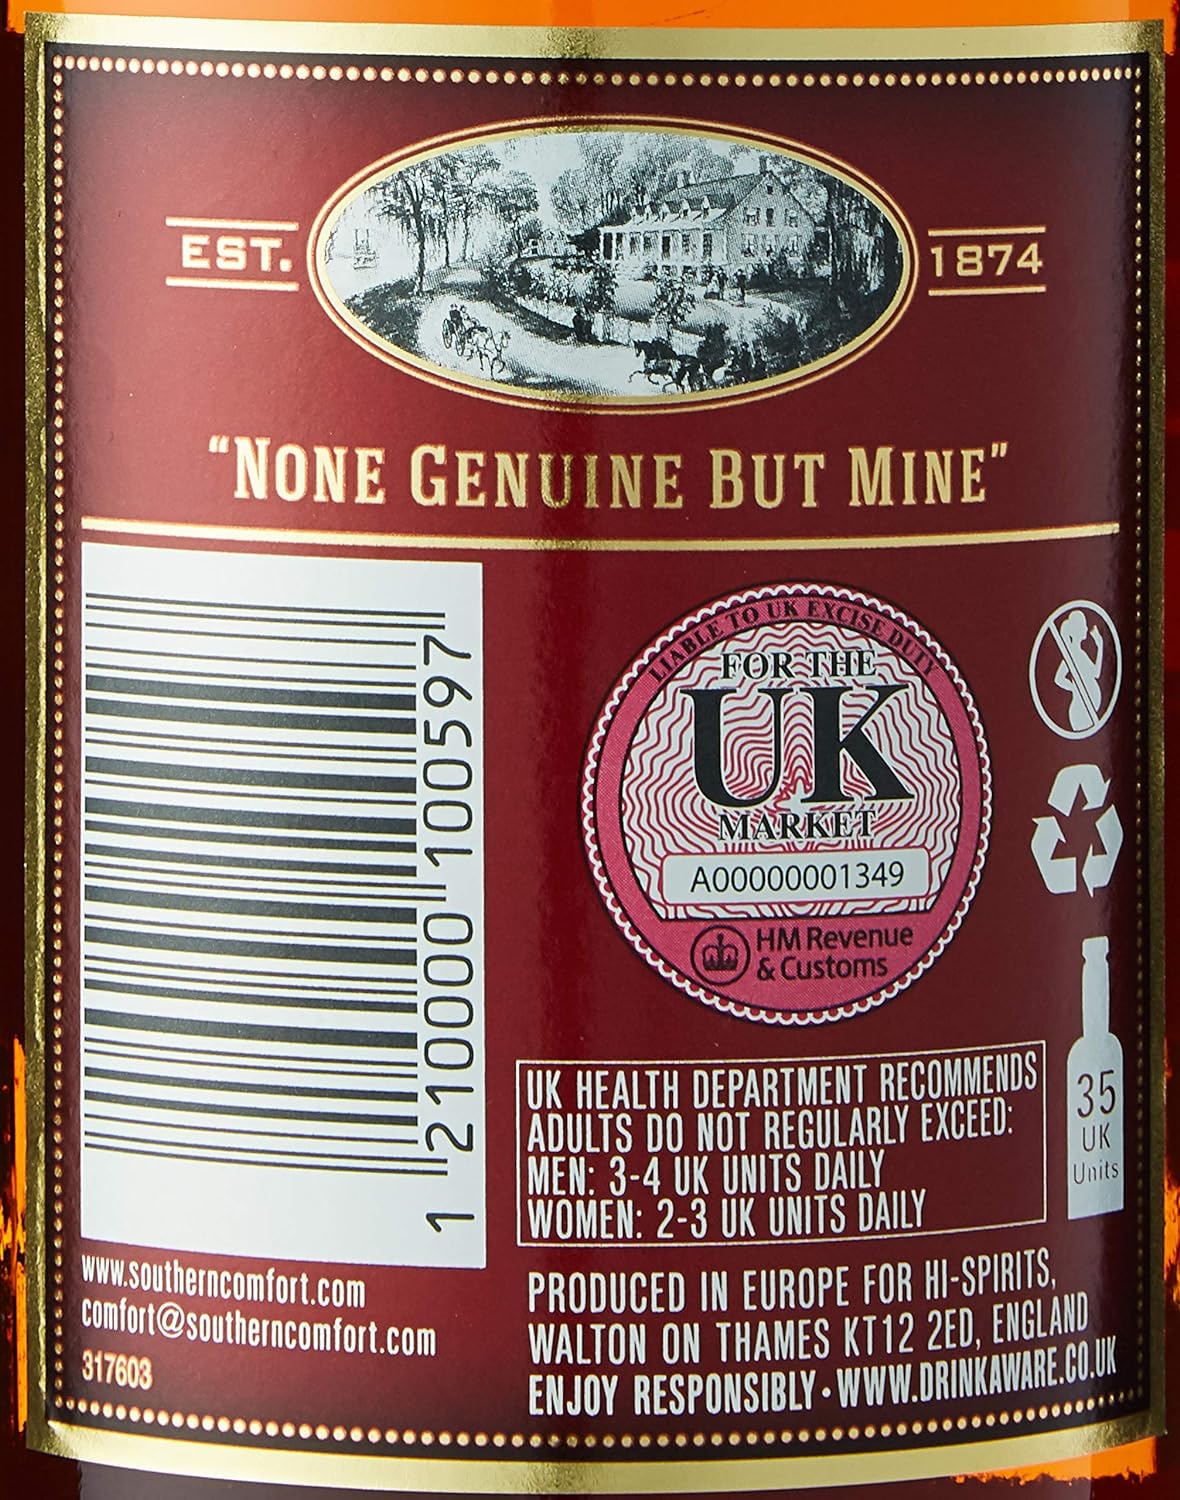 EST.
1874
"NONE GENUINE BUT MINE"
1 21000 10059 7
LIABLE TO UK EXCISE DUTY
FOR THE
UK
MARKET
A00000001349
HM Revenue
& Customs
35
UK
Units
UK HEALTH DEPARTMENT RECOMMENDS
ADULTS DO NOT REGULARLY EXCEED:
MEN: 3-4 UK UNITS DAILY
WOMEN: 2-3 UK UNITS DAILY
www.southerncomfort.com
comfort@southerncomfort.com
317603
PRODUCED IN EUROPE FOR HI-SPIRITS,
WALTON ON THAMES KT12 2ED, ENGLAND
ENJOY RESPONSIBLY • WWW.DRINKAWARE.CO.UK